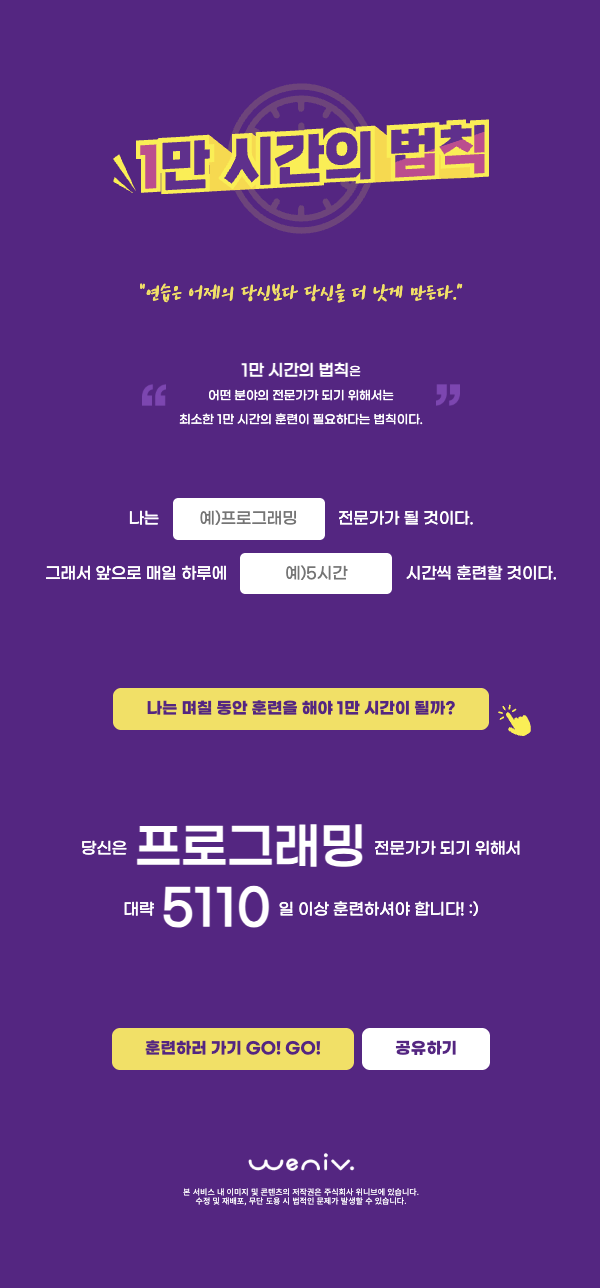 1만 시간의 법칙
"연습은 어제의 당신보다 당신을 더 낫게 만든다."
“ 1만 시간의 법칙은 ”
어떤 분야의 전문가가 되기 위해서는
최소한 1만 시간의 훈련이 필요하다는 법칙이다.
나는 예)프로그래밍 전문가가 될 것이다.
그래서 앞으로 매일 하루에 예)5시간 시간씩 훈련할 것이다.
나는 며칠 동안 훈련을 해야 1만 시간이 될까?
당신은 프로그래밍 전문가가 되기 위해서
대략 5110 일 이상 훈련하셔야 합니다! :)
훈련하러 가기 GO! GO! 공유하기
weniv.
본 서비스 내 이미지 및 콘텐츠의 저작권은 주식회사 위니브에 있습니다.
수정 및 재배포, 무단 도용 시 법적인 문제가 발생할 수 있습니다.